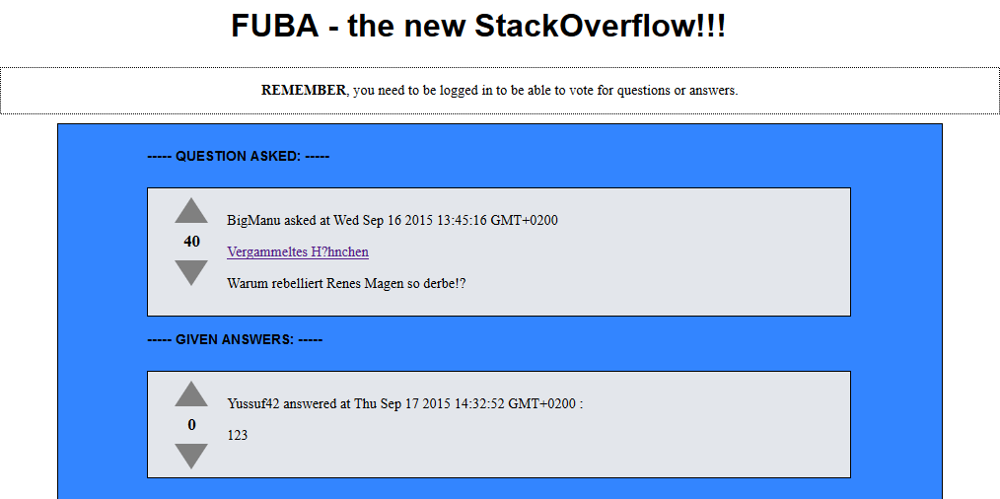 FUBA - the new StackOverflow!!!
REMEMBER, you need to be logged in to be able to vote for questions or answers.
----- QUESTION ASKED: -----
BigManu asked at Wed Sep 16 2015 13:45:16 GMT+0200
40
Vergammeltes H?hnchen
Warum rebelliert Renes Magen so derbe!?
----- GIVEN ANSWERS: -----
Yussuf42 answered at Thu Sep 17 2015 14:32:52 GMT+0200 :
0
123